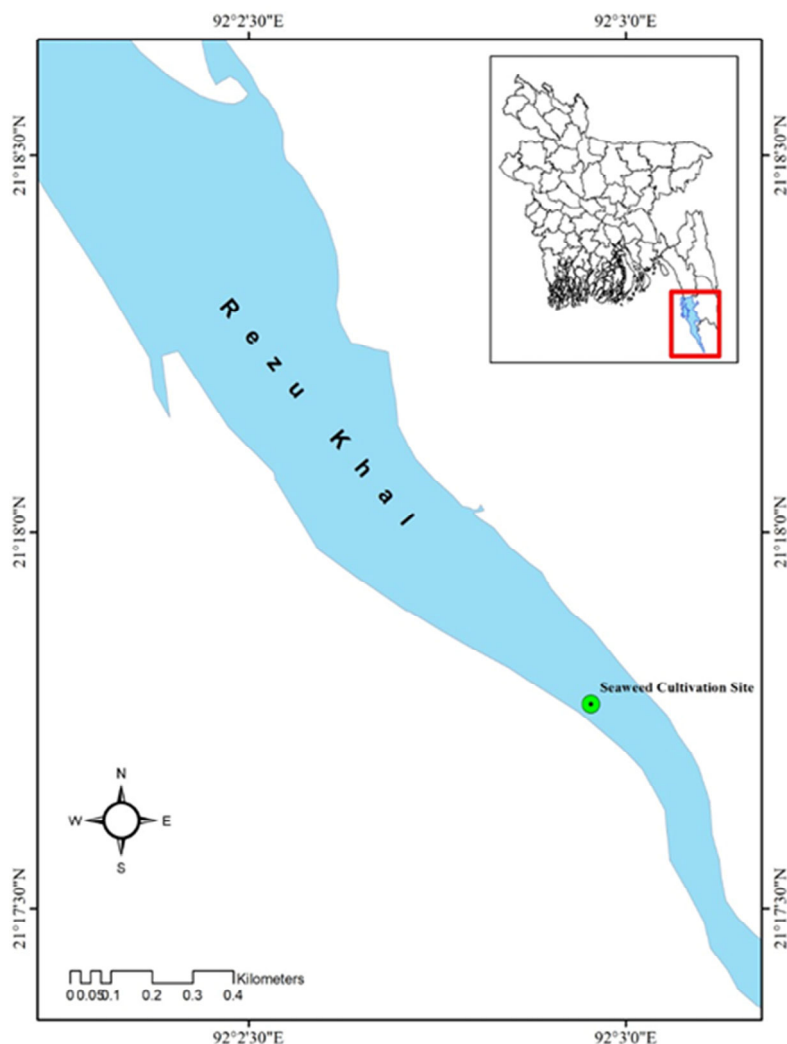 92°2'30"E
92°3'0"E
21°18'30"N
21°18'30"N
Rezu Khal
21°18'0"N
21°18'0"N
Seaweed Cultivation Site
N
W
E
S
21°17'30"N
21°17'30"N
Kilometers
0 0.05 0.1 0.2 0.3 0.4
92°2'30"E
92°3'0"E